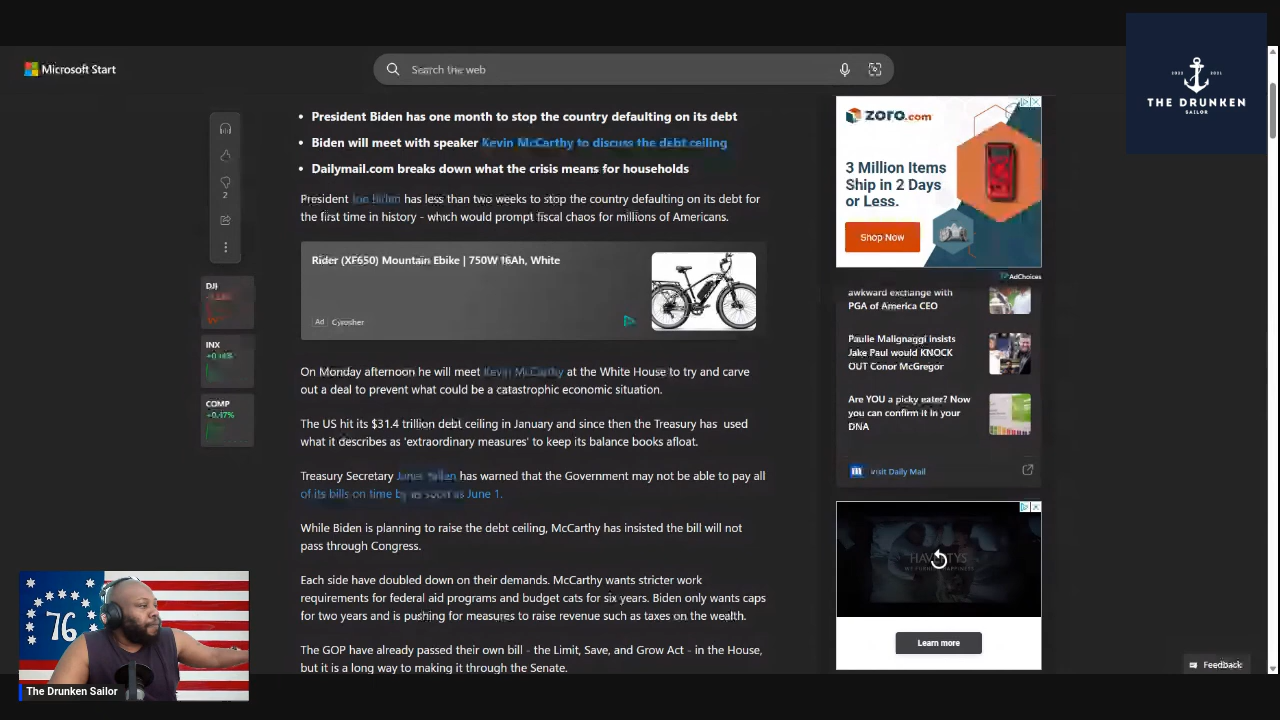 Microsoft Start
Search the web
2021 2021
THE DRUNKEN
SAILOR
President Biden has one month to stop the country defaulting on its debt
Biden will meet with speaker Kevin McCarthy to discuss the debt ceiling
Dailymail.com breaks down what the crisis means for households
President Joe Biden has less than two weeks to stop the country defaulting on its debt for
the first time in history - which would prompt fiscal chaos for millions of Americans.
2
Rider (XF650) Mountain Ebike | 750W 16Ah, White
Ad Cyrusher
DJI
INX
+0.14%
COMP
+0.47%
On Monday afternoon he will meet Kevin McCarthy at the White House to try and carve
out a deal to prevent what could be a catastrophic economic situation.
The US hit its $31.4 trillion debt ceiling in January and since then the Treasury has used
what it describes as 'extraordinary measures' to keep its balance books afloat.
Treasury Secretary Janet Yellen has warned that the Government may not be able to pay all
of its bills on time by as soon as June 1.
While Biden is planning to raise the debt ceiling, McCarthy has insisted the bill will not
pass through Congress.
Each side have doubled down on their demands. McCarthy wants stricter work
requirements for federal aid programs and budget cats for six years. Biden only wants caps
for two years and is pushing for measures to raise revenue such as taxes on the wealth.
The GOP have already passed their own bill - the Limit, Save, and Grow Act - in the House,
but it is a long way to making it through the Senate.
zoro.com
3 Million Items
Ship in 2 Days
or Less.
Shop Now
AdChoices
awkward exchange with
PGA of America CEO
Paulie Malignaggi insists
Jake Paul would KNOCK
OUT Conor McGregor
Are YOU a picky eater? Now
you can confirm it in your
DNA
Visit Daily Mail
HAVERTYS
Learn more
Feedback
76
The Drunken Sailor